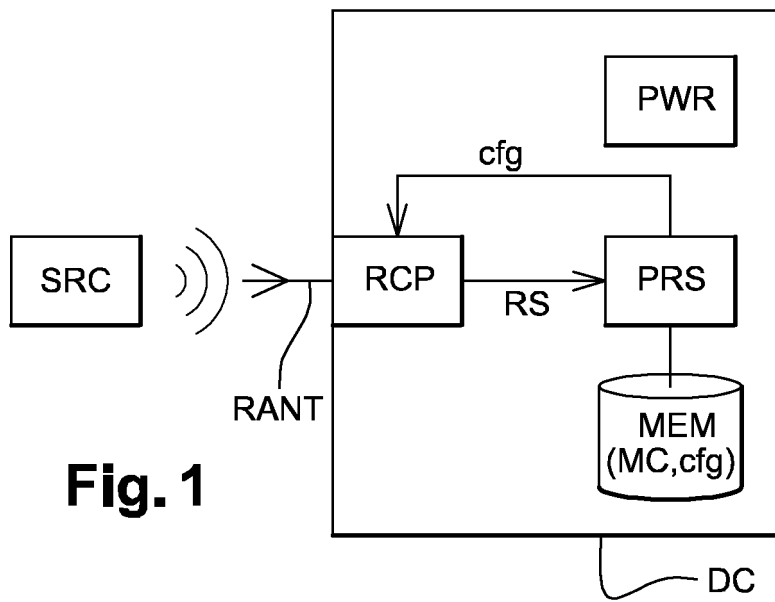 PWR
cfg
SRC
RCP
PRS
RS
RANT
MEM
(MC,cfg)
Fig. 1
DC